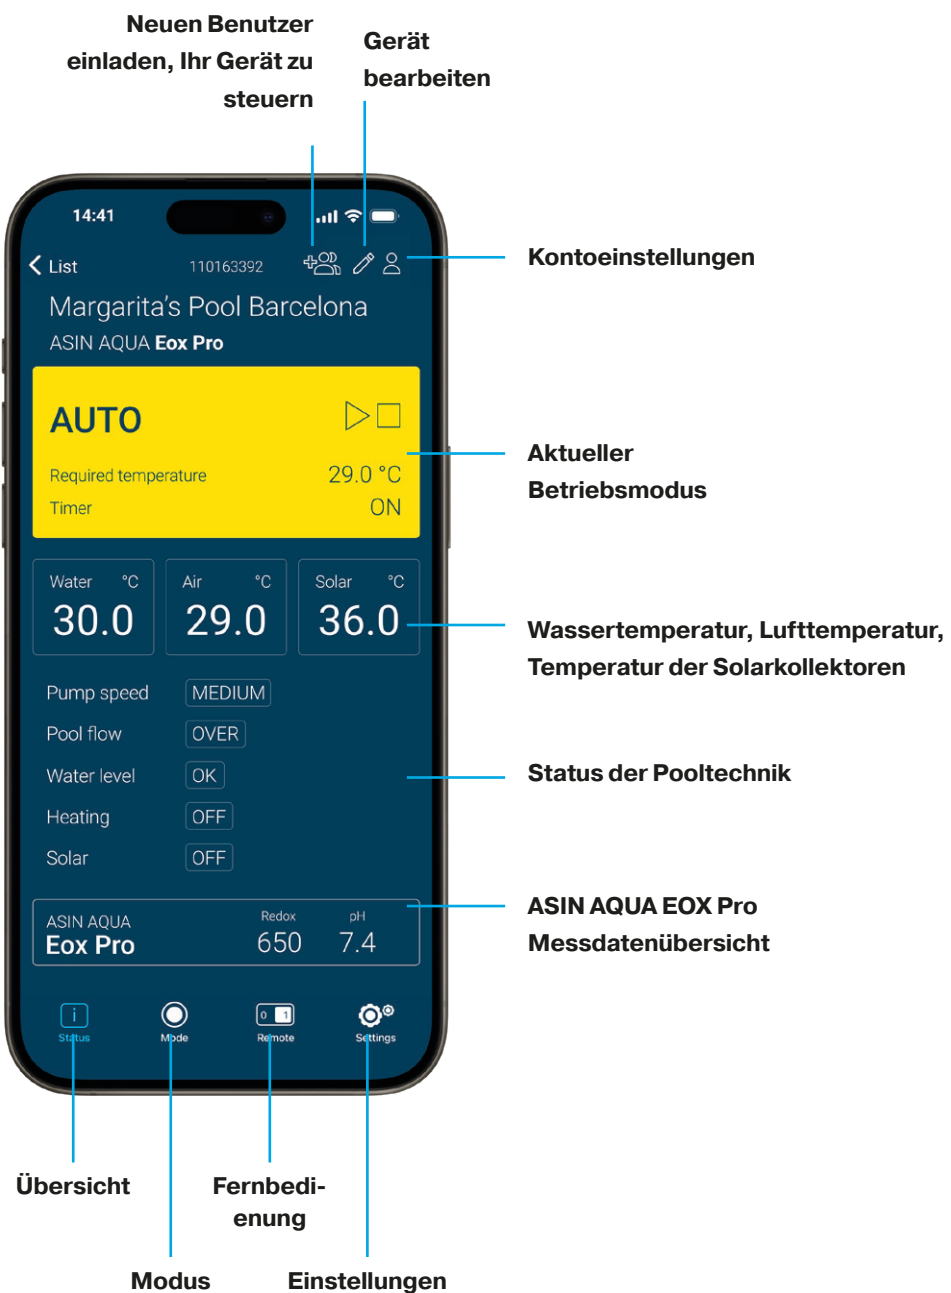 Neuen Benutzer
einladen, Ihr Gerät zu
steuern
Gerät
bearbeiten
14:41
List
110163392
Kontoeinstellungen
Margarita's Pool Barcelona
ASIN AQUA Eox Pro
AUTO
Required temperature 29.0 °C
Timer ON
Aktueller
Betriebsmodus
Water °C
30.0
Air °C
29.0
Solar °C
36.0
Wassertemperatur, Lufttemperatur,
Temperatur der Solarkollektoren
Pump speed MEDIUM
Pool flow OVER
Water level OK
Heating OFF
Solar OFF
Status der Pooltechnik
ASIN AQUA
Eox Pro
Redox
650
pH
7.4
ASIN AQUA EOX Pro
Messdatenübersicht
i
Status
Mode
0 1
Remote
Settings
Übersicht
Fernbedi-
enung
Modus
Einstellungen